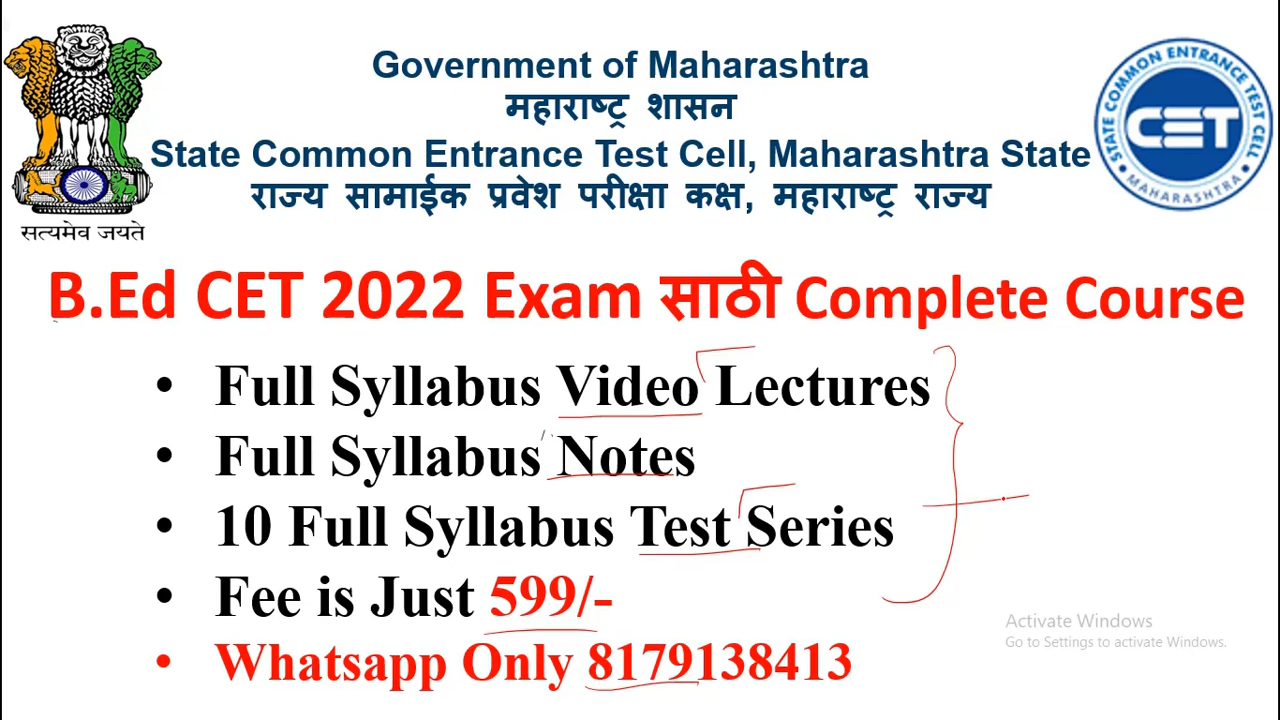 Government of Maharashtra
महाराष्ट्र शासन
State Common Entrance Test Cell, Maharashtra State
राज्य सामाईक प्रवेश परीक्षा कक्ष, महाराष्ट्र राज्य
सत्यमेव जयते
STATE COMMON ENTRANCE TEST CELL
CET
MAHARASHTRA
B.Ed CET 2022 Exam साठी Complete Course
• Full Syllabus Video Lectures
• Full Syllabus Notes
• 10 Full Syllabus Test Series
• Fee is Just 599/-
• Whatsapp Only 8179138413
Activate Windows
Go to Settings to activate Windows.